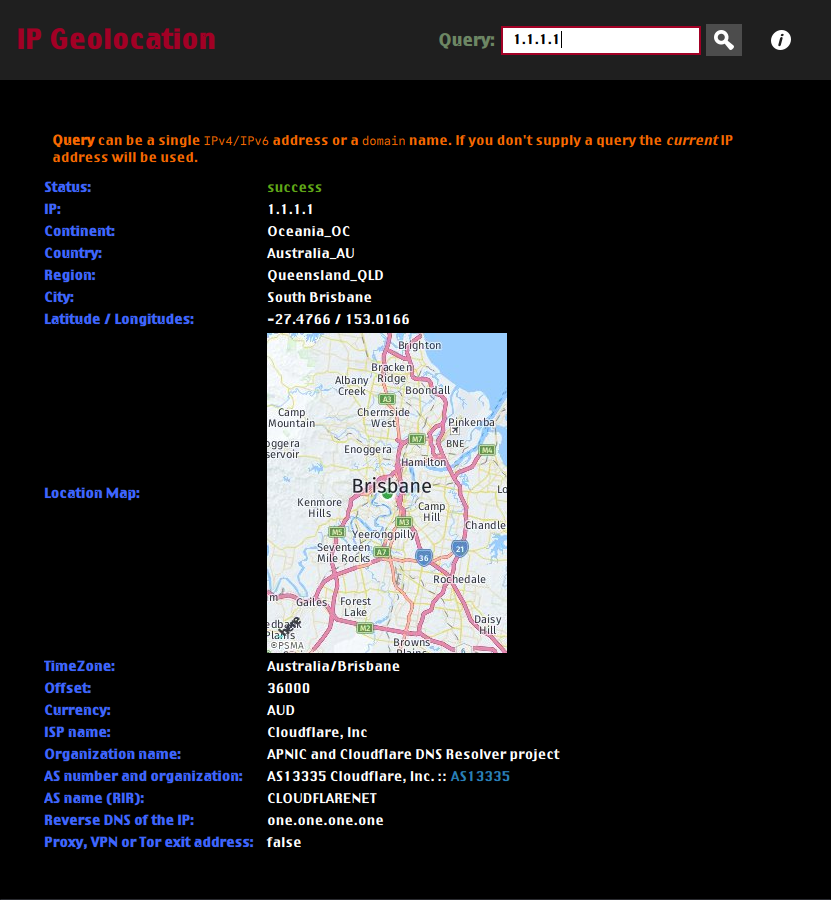 IP Geolocation
Query: 1.1.1.1
Query can be a single IPv4/IPv6 address or a domain name. If you don't supply a query the current IP
address will be used.
Status: success
IP: 1.1.1.1
Continent: Oceania_OC
Country: Australia_AU
Region: Queensland_QLD
City: South Brisbane
Latitude / Longitudes: -27.4766 / 153.0166
Location Map:
Brighton
Bracken
Ridge
Albany
Creek
Boondall
A3
Camp
Mountain
Chermside
West
Pinkenba
M7
BNE
oggera
servoir
Enoggera
M4
Hamilton
Brisbane
Lo
Kenmore
Hills
Camp
Hill
M3
Chandle
M5
Yeerongpilly
Seventeen
Mile Rocks
A7
36
21
Rochedale
m
Gailes
Forest
Lake
Daisy
Hill
edbank
Plains
here
M2
Browns
Plains
6
©PSMA
TimeZone: Australia/Brisbane
Offset: 36000
Currency: AUD
ISP name: Cloudflare, Inc
Organization name: APNIC and Cloudflare DNS Resolver project
AS number and organization: AS13335 Cloudflare, Inc. :: AS13335
AS name (RIR): CLOUDFLARENET
Reverse DNS of the IP: one.one.one.one
Proxy, VPN or Tor exit address: false